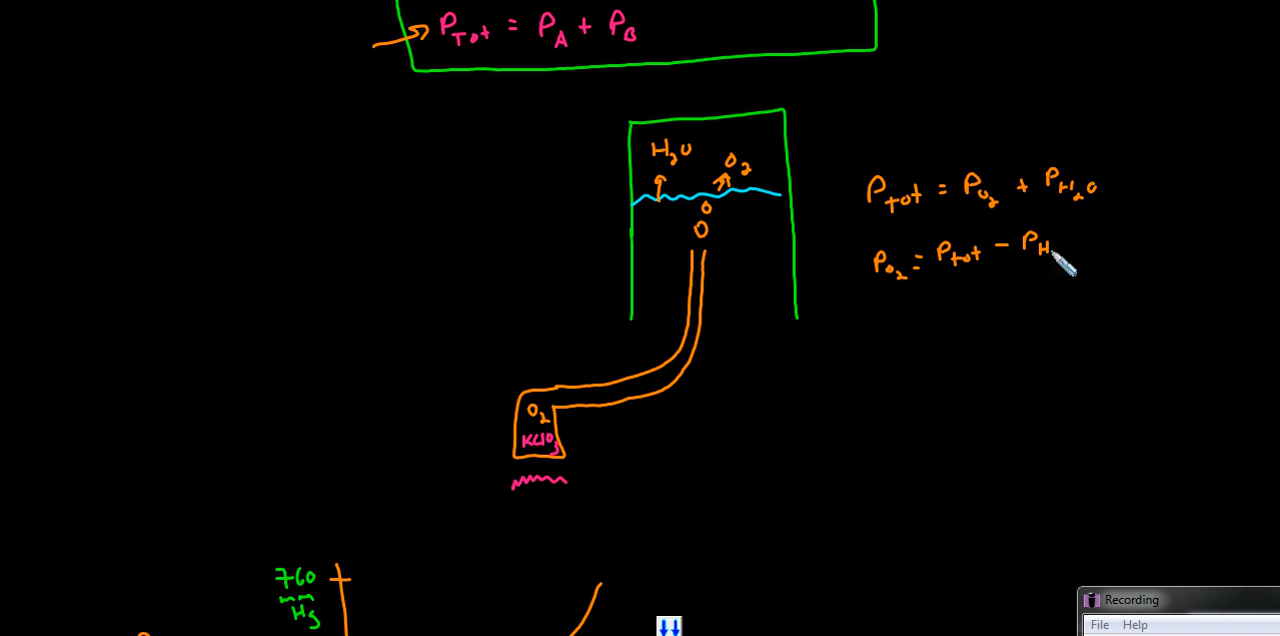 P_Tot = P_A + P_B
H₂O O₂
P_tot = P_O₂ + P_H₂O
P_O₂ = P_tot - P_H
O₂
KClO₃
760
mm
Hg
Recording
File Help